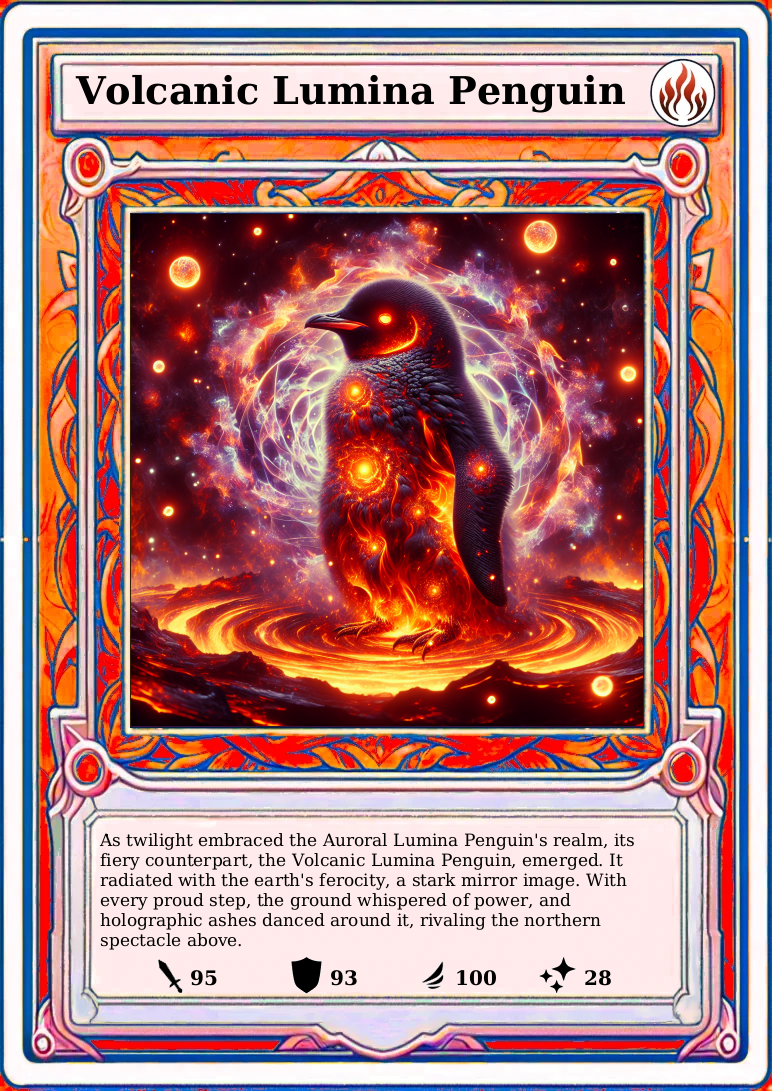 Volcanic Lumina Penguin
As twilight embraced the Auroral Lumina Penguin's realm, its
fiery counterpart, the Volcanic Lumina Penguin, emerged. It
radiated with the earth's ferocity, a stark mirror image. With
every proud step, the ground whispered of power, and
holographic ashes danced around it, rivaling the northern
spectacle above.
95 93 100 28